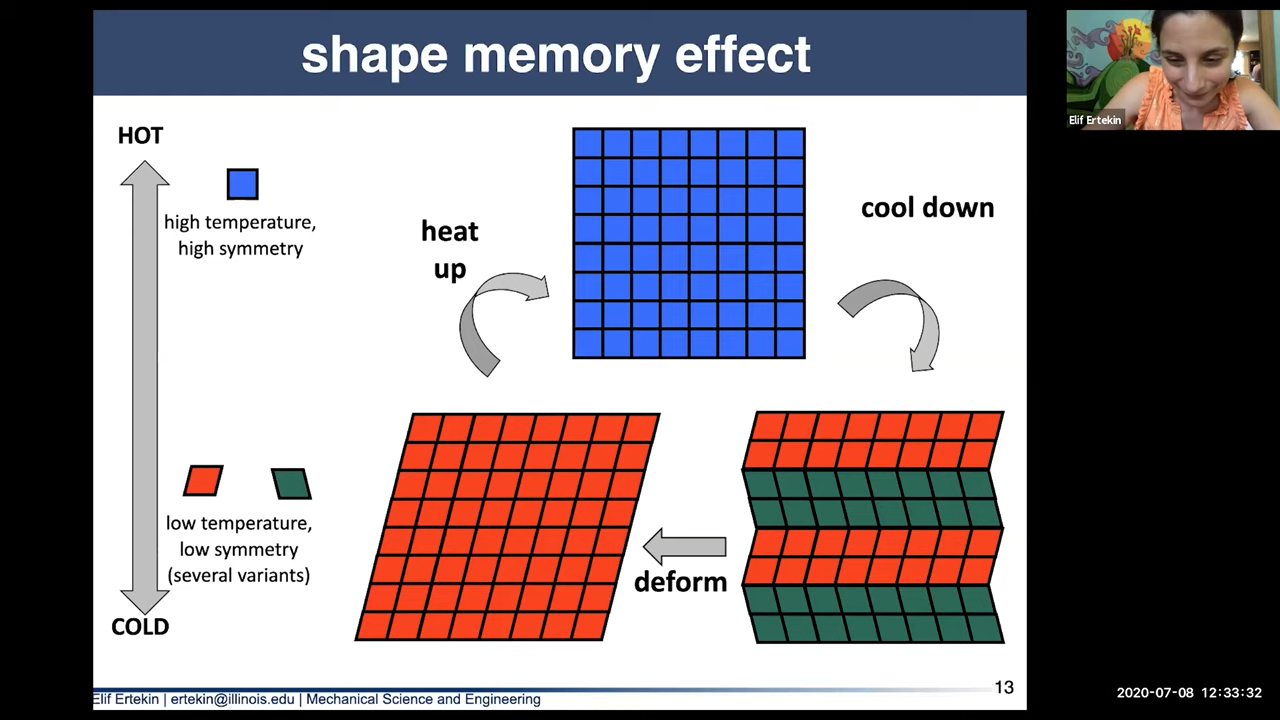 shape memory effect
Elif Ertekin
HOT
high temperature,
high symmetry
heat
up
cool down
low temperature,
low symmetry
(several variants)
deform
COLD
Elif Ertekin | ertekin@illinois.edu | Mechanical Science and Engineering
13
2020-07-08 12:33:32